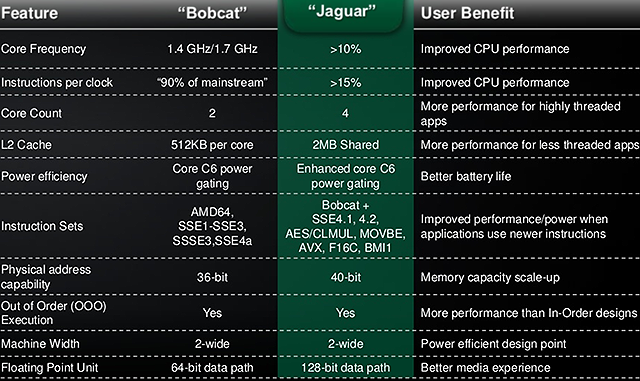 Feature “Bobcat” “Jaguar” User Benefit
Core Frequency 1.4 GHz/1.7 GHz >10% Improved CPU performance
Instructions per clock “90% of mainstream” >15% Improved CPU performance
Core Count 2 4 More performance for highly threaded
apps
L2 Cache 512KB per core 2MB Shared More performance for less threaded apps
Power efficiency Core C6 power
gating Enhanced core C6
power gating Better battery life
Instruction Sets AMD64,
SSE1-SSE3,
SSSE3,SSE4a Bobcat +
SSE4.1, 4.2,
AES/CLMUL, MOVBE,
AVX, F16C, BMI1 Improved performance/power when
applications use newer instructions
Physical address
capability 36-bit 40-bit Memory capacity scale-up
Out of Order (OOO)
Execution Yes Yes More performance than In-Order designs
Machine Width 2-wide 2-wide Power efficient design point
Floating Point Unit 64-bit data path 128-bit data path Better media experience